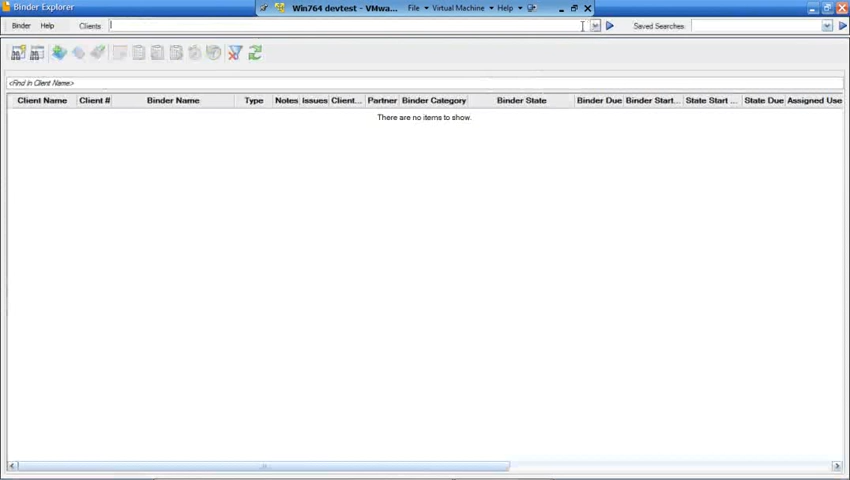 Binder Explorer
Win764 devtest - VMwa... File Virtual Machine Help
Binder Help Clients Saved Searches:
<Find in Client Name>
Client Name Client # Binder Name Type Notes Issues Client... Partner Binder Category Binder State Binder Due Binder Start... State Start ... State Due Assigned Use
There are no items to show.